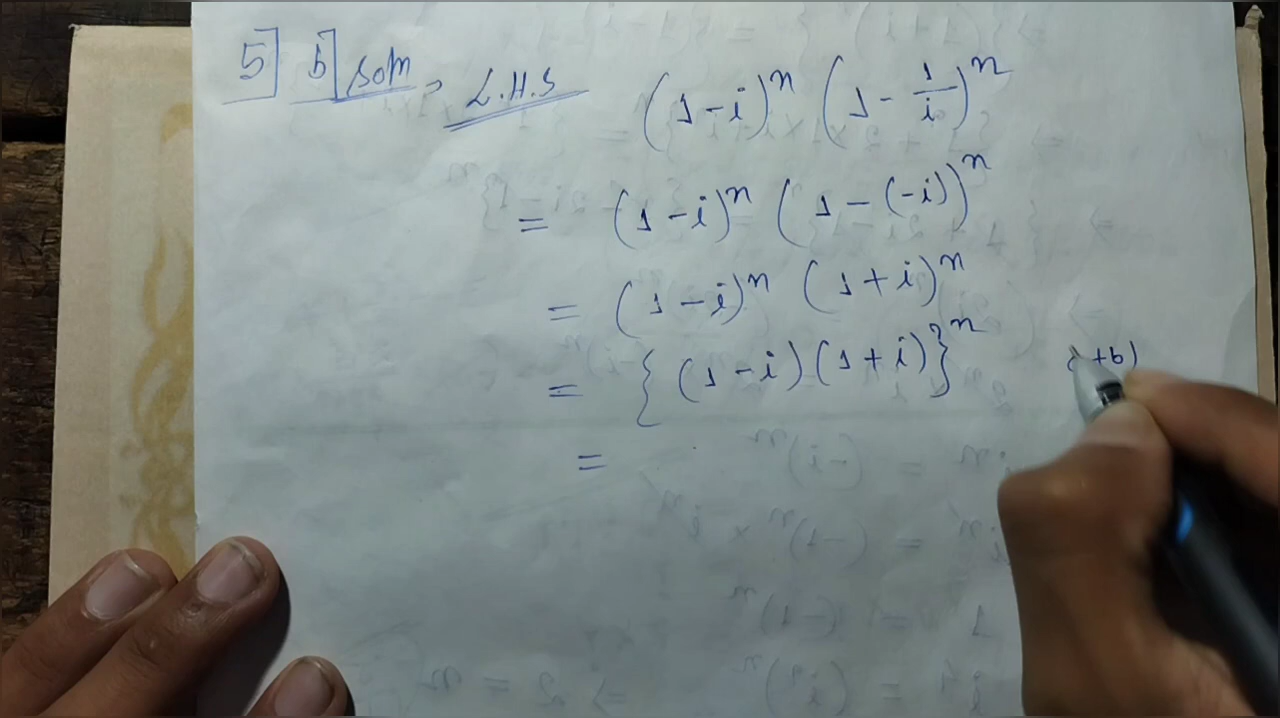 5] b] Soln, L.H.S (1-i)^n (1 - 1/i)^n
= (1-i)^n (1-(-i))^n
= (1-i)^n (1+i)^n
= {(1-i)(1+i)}^n
=